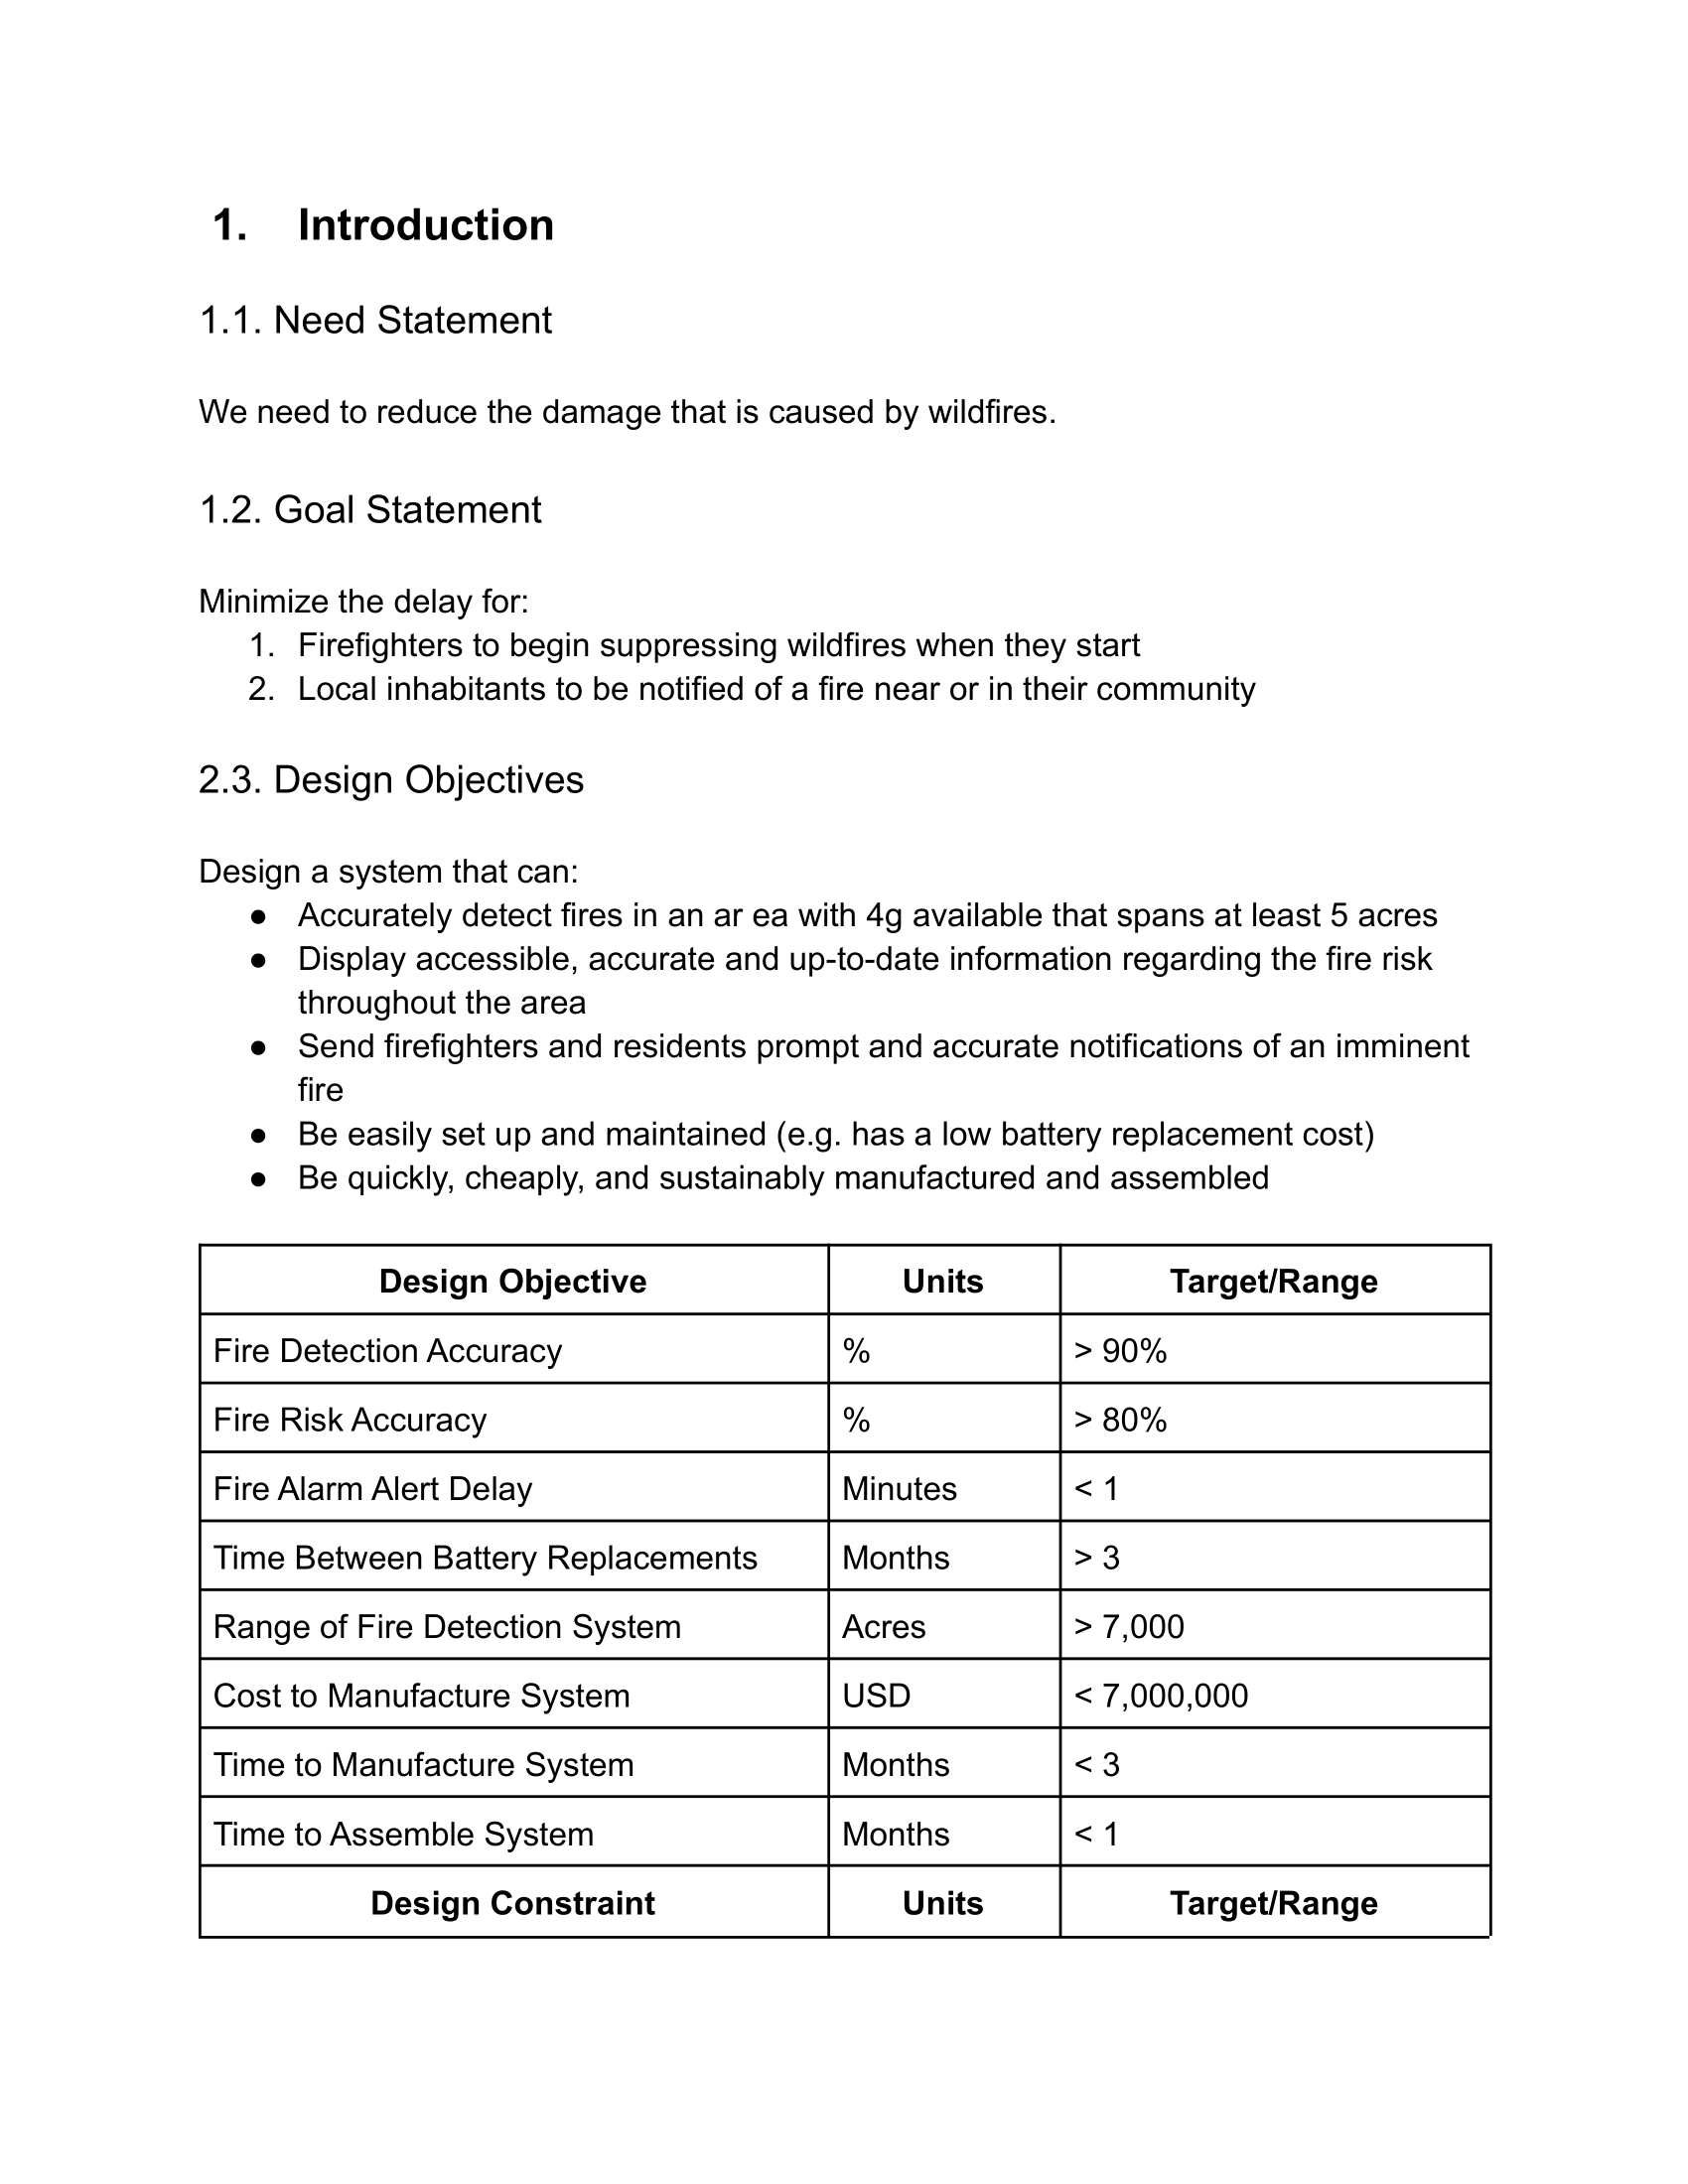 1. Introduction
1.1. Need Statement
We need to reduce the damage that is caused by wildfires.
1.2. Goal Statement
Minimize the delay for:
1. Firefighters to begin suppressing wildfires when they start
2. Local inhabitants to be notified of a fire near or in their community
2.3. Design Objectives
Design a system that can:
● Accurately detect fires in an ar ea with 4g available that spans at least 5 acres
● Display accessible, accurate and up-to-date information regarding the fire risk
throughout the area
● Send firefighters and residents prompt and accurate notifications of an imminent
fire
● Be easily set up and maintained (e.g. has a low battery replacement cost)
● Be quickly, cheaply, and sustainably manufactured and assembled
Design Objective Units Target/Range
Fire Detection Accuracy % > 90%
Fire Risk Accuracy % > 80%
Fire Alarm Alert Delay Minutes < 1
Time Between Battery Replacements Months > 3
Range of Fire Detection System Acres > 7,000
Cost to Manufacture System USD < 7,000,000
Time to Manufacture System Months < 3
Time to Assemble System Months < 1
Design Constraint Units Target/Range